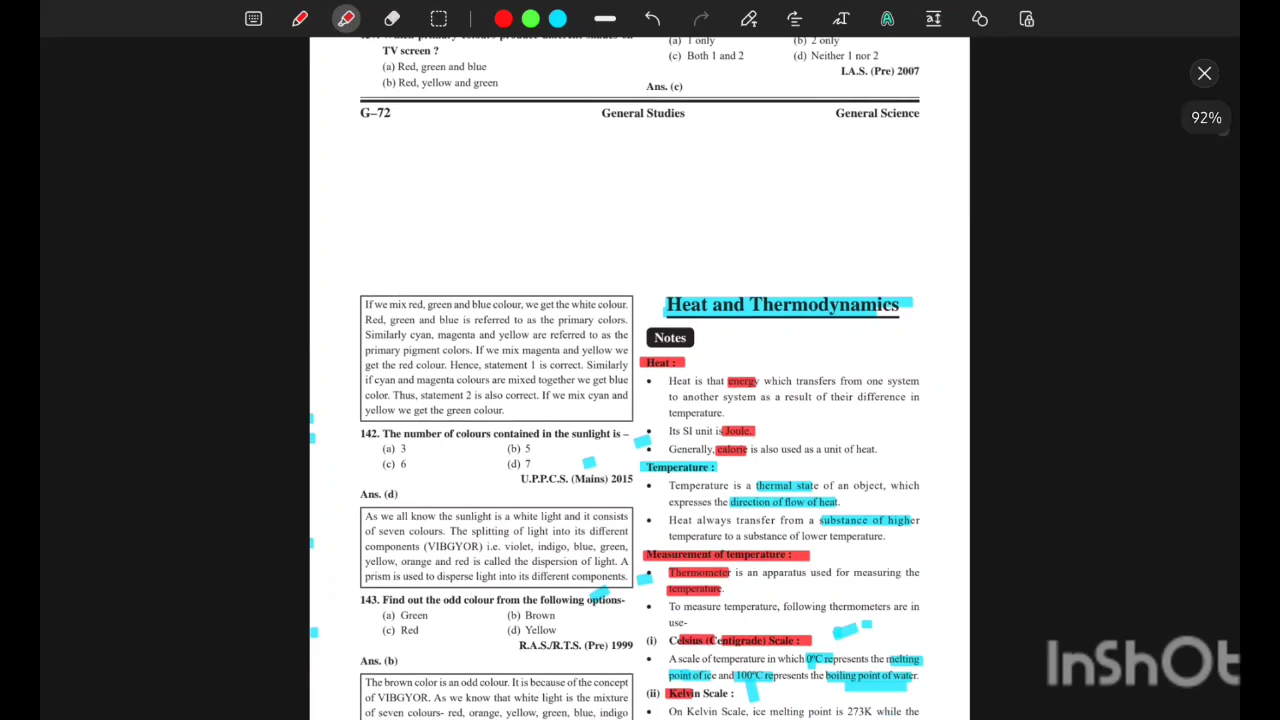 92%
TV screen ?
(a) Red, green and blue
(b) Red, yellow and green
(a) 1 only (b) 2 only
(c) Both 1 and 2 (d) Neither 1 nor 2
I.A.S. (Pre) 2007
Ans. (c)
G–72 General Studies General Science
If we mix red, green and blue colour, we get the white colour.
Red, green and blue is referred to as the primary colors.
Similarly cyan, magenta and yellow are referred to as the
primary pigment colors. If we mix magenta and yellow we
get the red colour. Hence, statement 1 is correct. Similarly
if cyan and magenta colours are mixed together we get blue
color. Thus, statement 2 is also correct. If we mix cyan and
yellow we get the green colour.
142. The number of colours contained in the sunlight is –
(a) 3 (b) 5
(c) 6 (d) 7
U.P.P.C.S. (Mains) 2015
Ans. (d)
As we all know the sunlight is a white light and it consists
of seven colours. The splitting of light into its different
components (VIBGYOR) i.e. violet, indigo, blue, green,
yellow, orange and red is called the dispersion of light. A
prism is used to disperse light into its different components.
143. Find out the odd colour from the following options-
(a) Green (b) Brown
(c) Red (d) Yellow
R.A.S./R.T.S. (Pre) 1999
Ans. (b)
The brown color is an odd colour. It is because of the concept
of VIBGYOR. As we know that white light is the mixture
of seven colours- red, orange, yellow, green, blue, indigo
Heat and Thermodynamics
Notes
Heat :
• Heat is that energy which transfers from one system
to another system as a result of their difference in
temperature.
• Its SI unit is Joule.
• Generally, calorie is also used as a unit of heat.
Temperature :
• Temperature is a thermal state of an object, which
expresses the direction of flow of heat.
• Heat always transfer from a substance of higher
temperature to a substance of lower temperature.
Measurement of temperature :
• Thermometer is an apparatus used for measuring the
temperature.
• To measure temperature, following thermometers are in
use-
(i) Celsius (Centigrade) Scale :
• A scale of temperature in which 0ºC represents the melting
point of ice and 100ºC represents the boiling point of water.
(ii) Kelvin Scale :
• On Kelvin Scale, ice melting point is 273K while the
InShOt